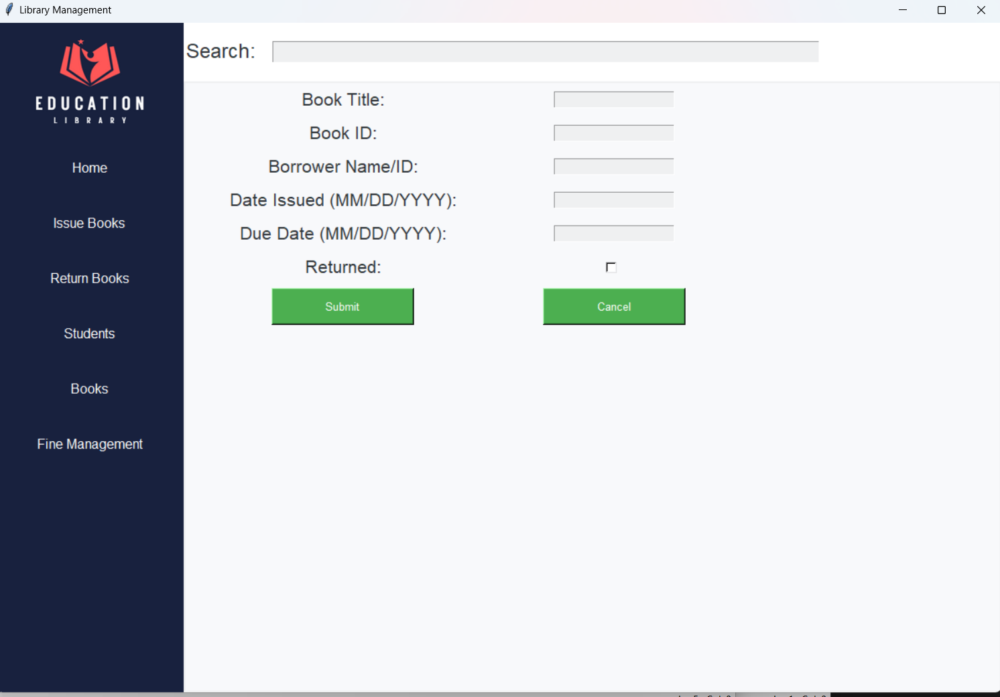 Library Management
EDUCATION
LIBRARY
Home
Issue Books
Return Books
Students
Books
Fine Management
Search:
Book Title:
Book ID:
Borrower Name/ID:
Date Issued (MM/DD/YYYY):
Due Date (MM/DD/YYYY):
Returned:
Submit
Cancel